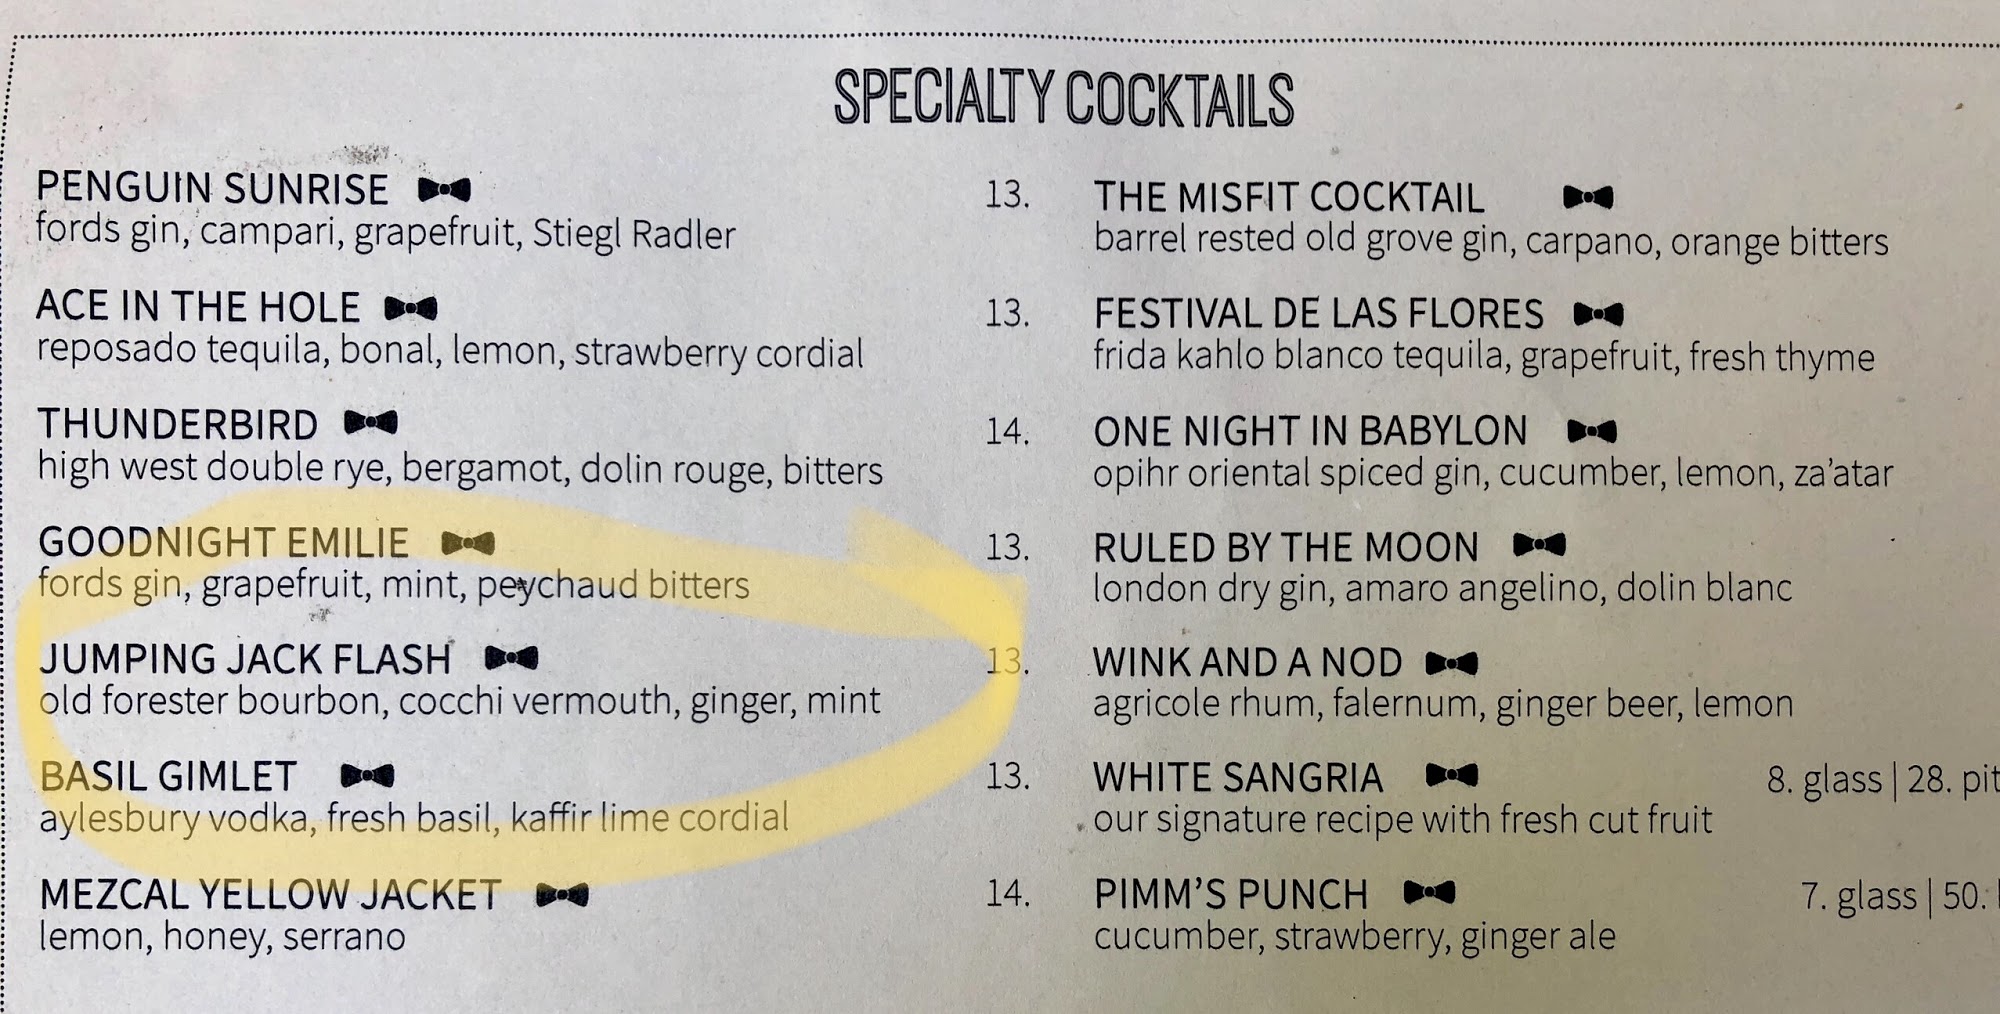 SPECIALTY COCKTAILS
PENGUIN SUNRISE 13.
fords gin, campari, grapefruit, Stiegl Radler
ACE IN THE HOLE 13.
reposado tequila, bonal, lemon, strawberry cordial
THUNDERBIRD 14.
high west double rye, bergamot, dolin rouge, bitters
GOODNIGHT EMILIE 13.
fords gin, grapefruit, mint, peychaud bitters
JUMPING JACK FLASH 13.
old forester bourbon, cocchi vermouth, ginger, mint
BASIL GIMLET 13.
aylesbury vodka, fresh basil, kaffir lime cordial
MEZCAL YELLOW JACKET 14.
lemon, honey, serrano
THE MISFIT COCKTAIL
barrel rested old grove gin, carpano, orange bitters
FESTIVAL DE LAS FLORES
frida kahlo blanco tequila, grapefruit, fresh thyme
ONE NIGHT IN BABYLON
opihr oriental spiced gin, cucumber, lemon, za'atar
RULED BY THE MOON
london dry gin, amaro angelino, dolin blanc
WINK AND A NOD
agricole rhum, falernum, ginger beer, lemon
WHITE SANGRIA 8. glass | 28. pit
our signature recipe with fresh cut fruit
PIMM'S PUNCH 7. glass | 50.
cucumber, strawberry, ginger ale